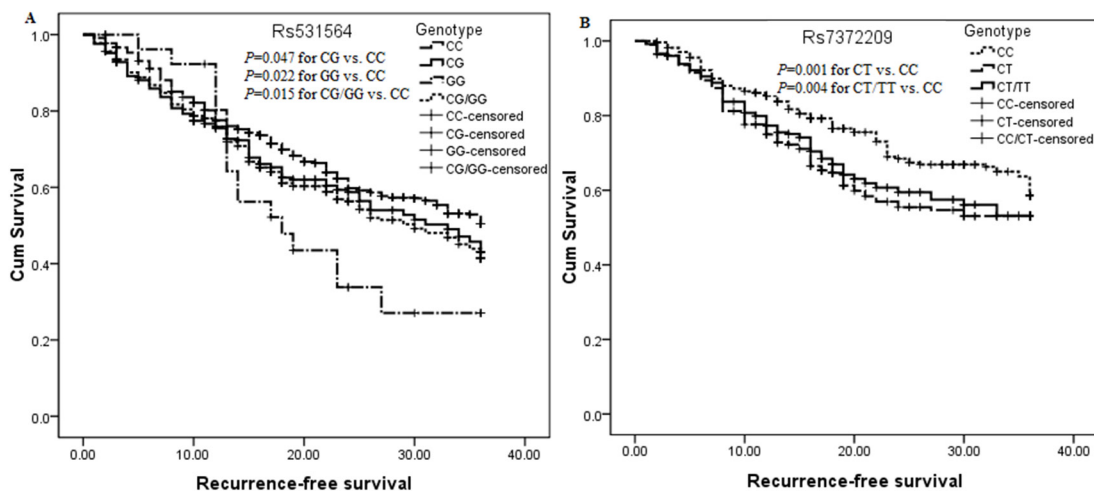 A
Rs531564
P=0.047 for CG vs. CC
P=0.022 for GG vs. CC
P=0.015 for CG/GG vs. CC
Genotype
CC
CG
GG
CG/GG
CC-censored
CG-censored
GG-censored
CG/GG-censored
Cum Survival
1.0
0.8
0.6
0.4
0.2
0.0
0.00
10.00
20.00
30.00
40.00
Recurrence-free survival
B
Rs7372209
P=0.001 for CT vs. CC
P=0.004 for CT/TT vs. CC
Genotype
CC
CT
CT/TT
CC-censored
CT-censored
CC/CT-censored
Cum Survival
1.0
0.8
0.6
0.4
0.2
0.0
0.00
10.00
20.00
30.00
40.00
Recurrence-free survival